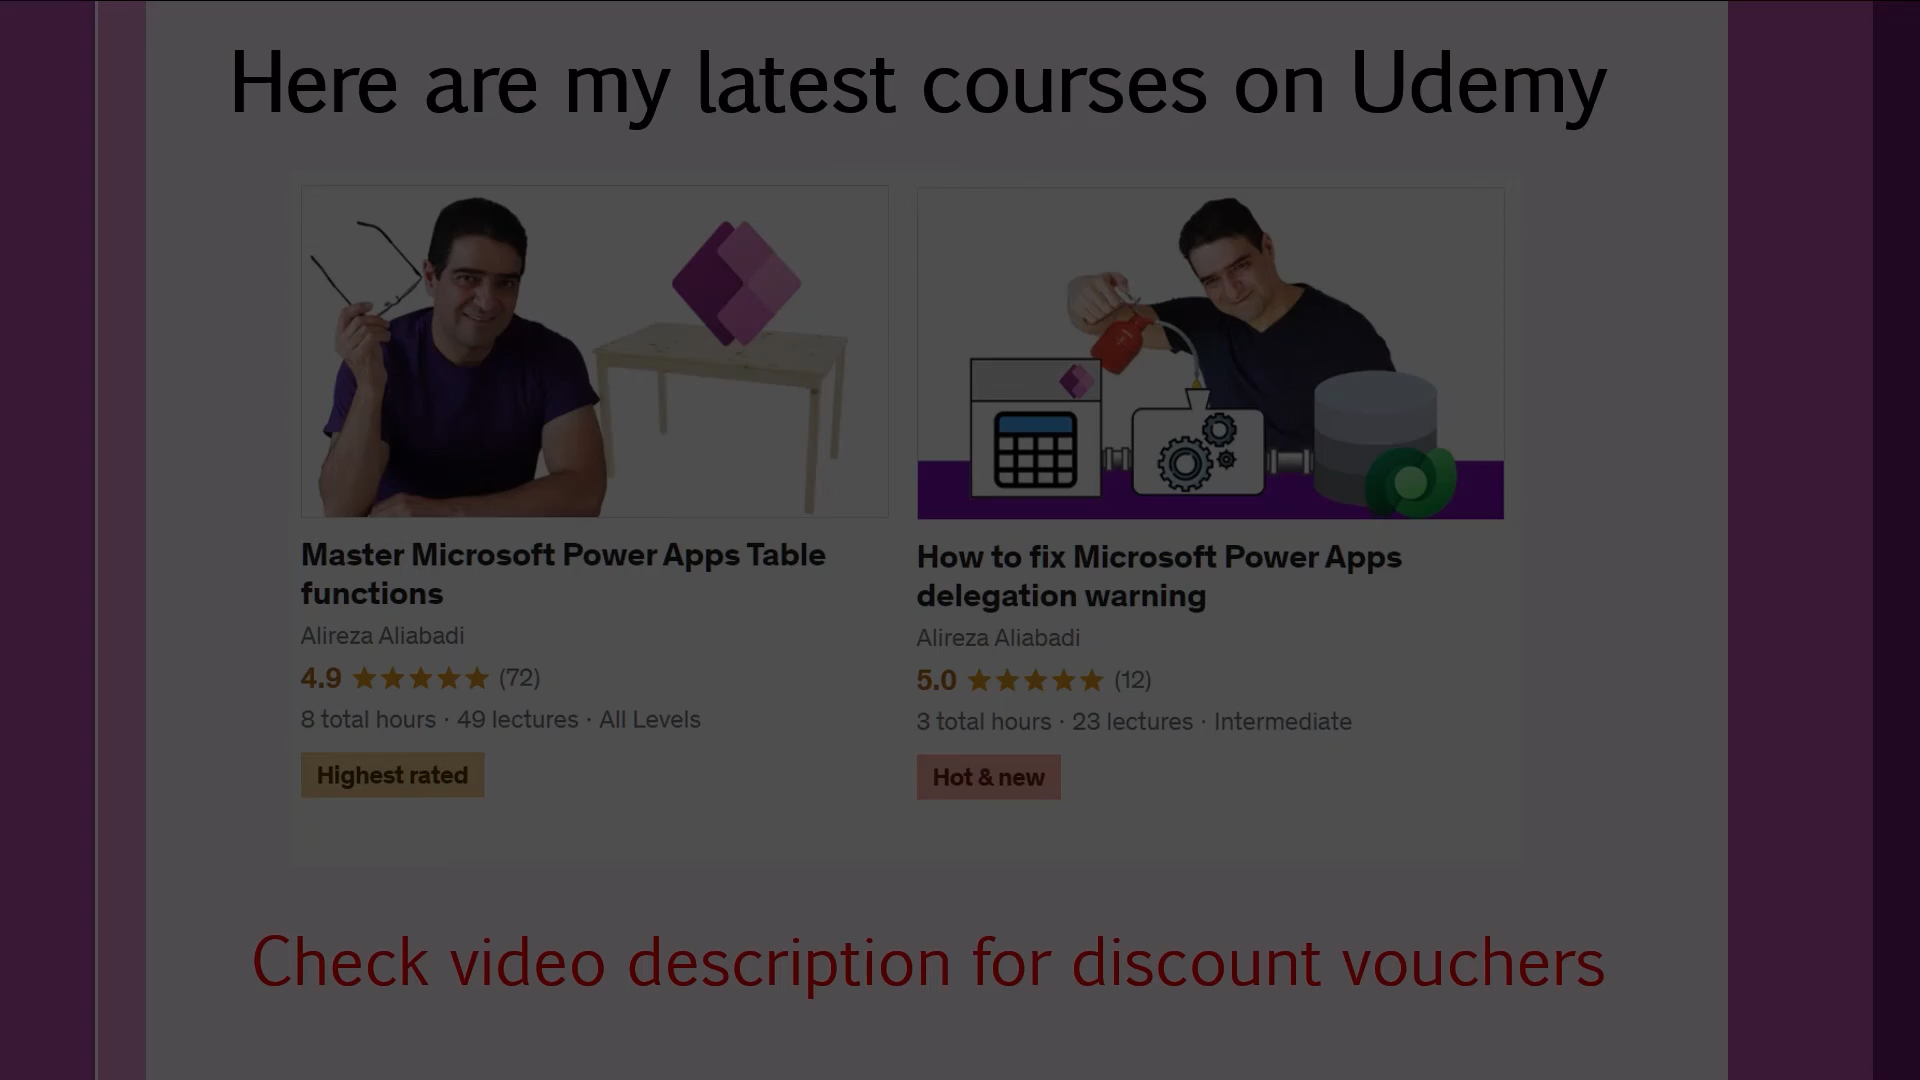 Here are my latest courses on Udemy
Master Microsoft Power Apps Table
functions
Alireza Aliabadi
4.9 ★★★★★ (72)
8 total hours · 49 lectures · All Levels
Highest rated
How to fix Microsoft Power Apps
delegation warning
Alireza Aliabadi
5.0 ★★★★★ (12)
3 total hours · 23 lectures · Intermediate
Hot & new
Check video description for discount vouchers